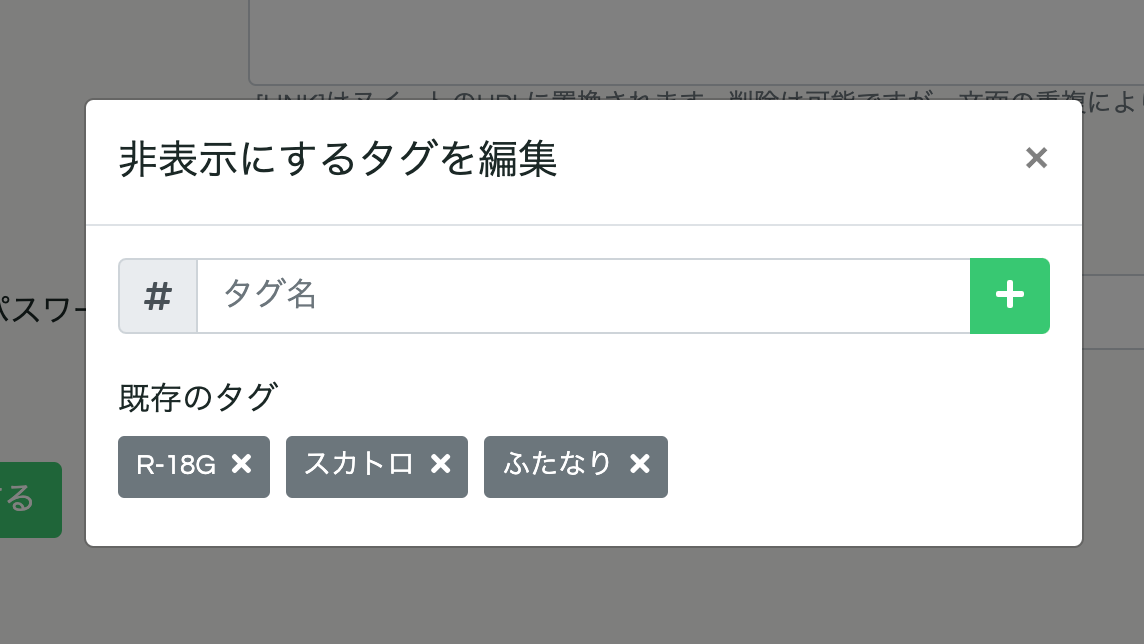 [LINK]はヌイートのURLに置換されます。削除は可能ですが、文面の重複によ
非表示にするタグを編集
×
# タグ名 +
パスワー
既存のタグ
R-18G × スカトロ × ふたなり ×
する